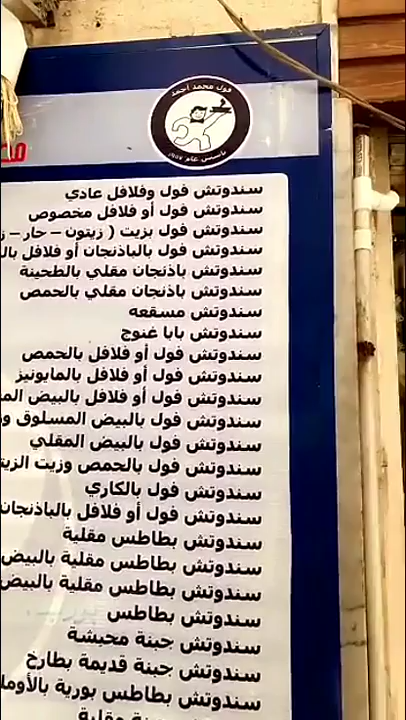 فول محمد أحمد
تأسيس عام ١٩٥٧
سندوتش فول وفلافل عادي
سندوتش فول أو فلافل مخصوص
سندوتش فول بزيت ( زيتون – حار –
سندوتش فول بالباذنجان أو فلافل
سندوتش باذنجان مقلي بالطحينة
سندوتش باذنجان مقلي بالحمص
سندوتش مسقعه
سندوتش بابا غنوج
سندوتش فول أو فلافل بالحمص
سندوتش فول أو فلافل بالمايونيز
سندوتش فول أو فلافل بالبيض
سندوتش فول بالبيض المسلوق
سندوتش فول بالبيض المقلي
سندوتش فول بالحمص وزيت
سندوتش فول بالكاري
سندوتش فول أو فلافل بالباذنجان
سندوتش بطاطس مقلية
سندوتش بطاطس مقلية بالبيض
سندوتش بطاطس مقلية بالبيض
سندوتش بطاطس
سندوتش جبنة محبشة
سندوتش جبنة قديمة بطارخ
سندوتش بطاطس بورية
سندوتش